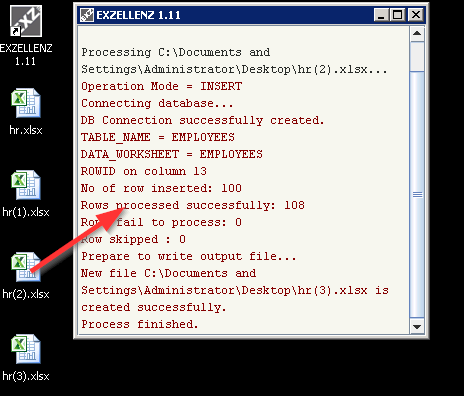 EXZELLENZ
1.11
hr.xlsx
hr(1).xlsx
hr(2).xlsx
hr(3).xlsx
EXZELLENZ 1.11
Processing C:\Documents and
Settings\Administrator\Desktop\hr(2).xlsx...
Operation Mode = INSERT
Connecting database...
DB Connection successfully created.
TABLE_NAME = EMPLOYEES
DATA_WORKSHEET = EMPLOYEES
ROWID on column 13
No of row inserted: 100
Rows processed successfully: 108
Row fail to process: 0
Row skipped : 0
Prepare to write output file...
New file C:\Documents and
Settings\Administrator\Desktop\hr(3).xlsx is
created successfully.
Process finished.